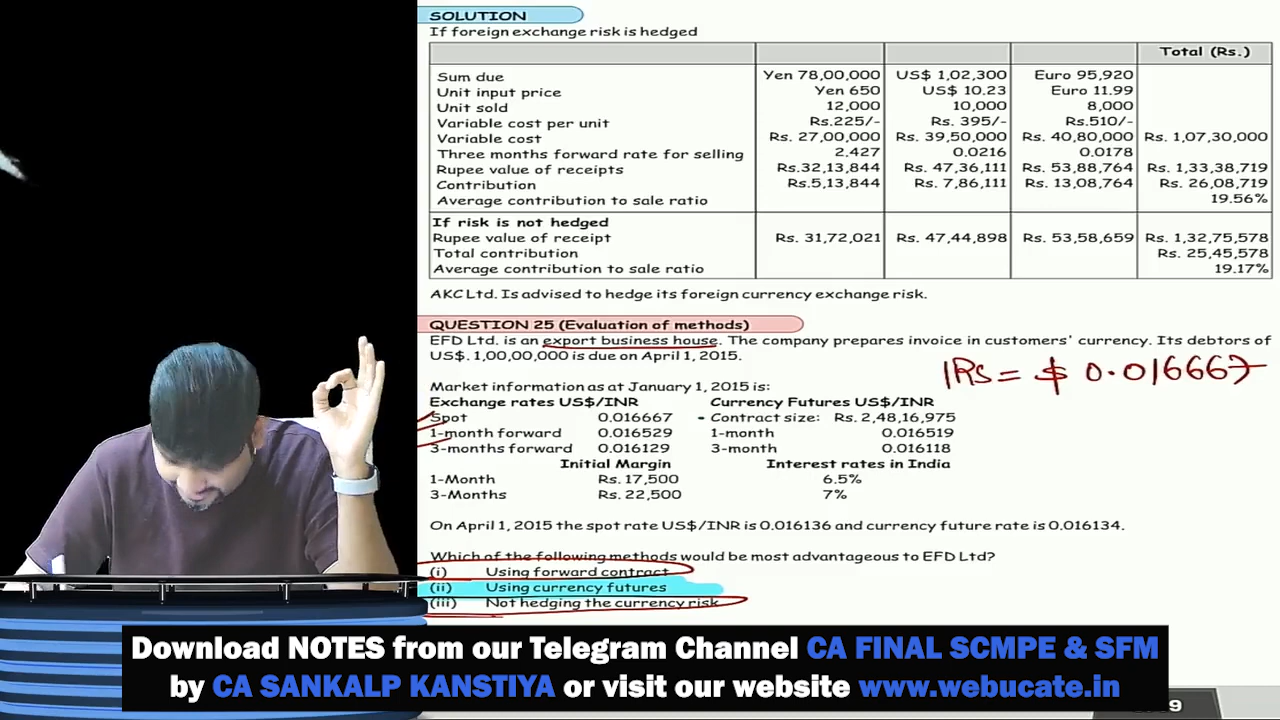 SOLUTION
If foreign exchange risk is hedged
Total (Rs.)
Sum due Yen 78,00,000 US$ 1,02,300 Euro 95,920
Unit input price Yen 650 US$ 10.23 Euro 11.99
Unit sold 12,000 10,000 8,000
Variable cost per unit Rs.225/- Rs. 395/- Rs.510/-
Variable cost Rs. 27,00,000 Rs. 39,50,000 Rs. 40,80,000 Rs. 1,07,30,000
Three months forward rate for selling 2.427 0.0216 0.0178
Rupee value of receipts Rs.32,13,844 Rs. 47,36,111 Rs. 53,88,764 Rs. 1,33,38,719
Contribution Rs.5,13,844 Rs. 7,86,111 Rs. 13,08,764 Rs. 26,08,719
Average contribution to sale ratio 19.56%
If risk is not hedged
Rupee value of receipt Rs. 31,72,021 Rs. 47,44,898 Rs. 53,58,659 Rs. 1,32,75,578
Total contribution Rs. 25,45,578
Average contribution to sale ratio 19.17%
AKC Ltd. Is advised to hedge its foreign currency exchange risk.
QUESTION 25 (Evaluation of methods)
EFD Ltd. is an export business house. The company prepares invoice in customers' currency. Its debtors of
US$. 1,00,00,000 is due on April 1, 2015.
1Rs = $ 0.016667
Market information as at January 1, 2015 is:
Exchange rates US$/INR Currency Futures US$/INR
Spot 0.016667 Contract size: Rs. 2,48,16,975
1-month forward 0.016529 1-month 0.016519
3-months forward 0.016129 3-month 0.016118
Initial Margin Interest rates in India
1-Month Rs. 17,500 6.5%
3-Months Rs. 22,500 7%
On April 1, 2015 the spot rate US$/INR is 0.016136 and currency future rate is 0.016134.
Which of the following methods would be most advantageous to EFD Ltd?
(i) Using forward contract
(ii) Using currency futures
(iii) Not hedging the currency risk
Download NOTES from our Telegram Channel CA FINAL SCMPE & SFM
by CA SANKALP KANSTIYA or visit our website www.webucate.in